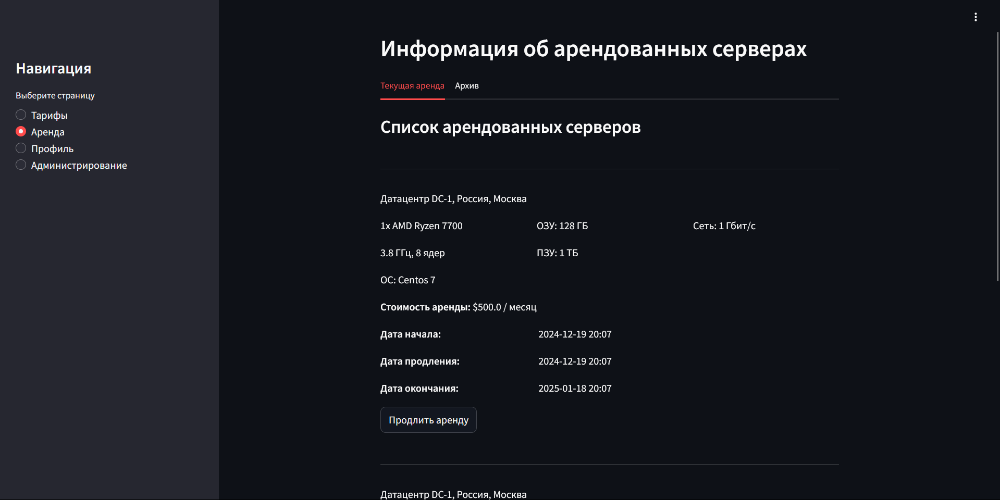 Навигация
Выберите страницу
Тарифы
Аренда
Профиль
Администрирование
Информация об арендованных серверах
Текущая аренда Архив
Список арендованных серверов
Датацентр DC-1, Россия, Москва
1x AMD Ryzen 7700 ОЗУ: 128 ГБ Сеть: 1 Гбит/с
3.8 ГГц, 8 ядер ПЗУ: 1 ТБ
ОС: Centos 7
Стоимость аренды: $500.0 / месяц
Дата начала: 2024-12-19 20:07
Дата продления: 2024-12-19 20:07
Дата окончания: 2025-01-18 20:07
Продлить аренду
Датацентр DC-1, Россия, Москва